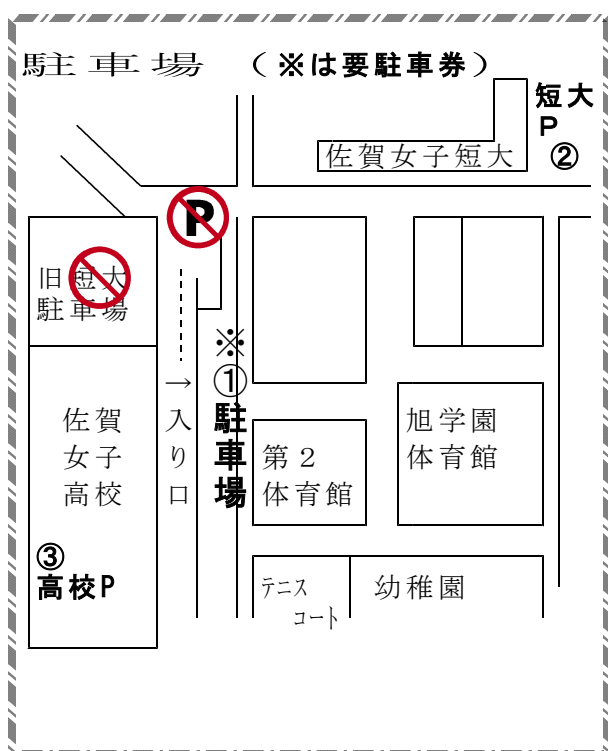 駐車場 （※は要駐車券）
短大
Ｐ
②
佐賀女子短大
P
旧短大
駐車場
※①駐車場
→入り口
佐賀
女子
高校
第２
体育館
旭学園
体育館
③
高校P
テニス
コート
幼稚園